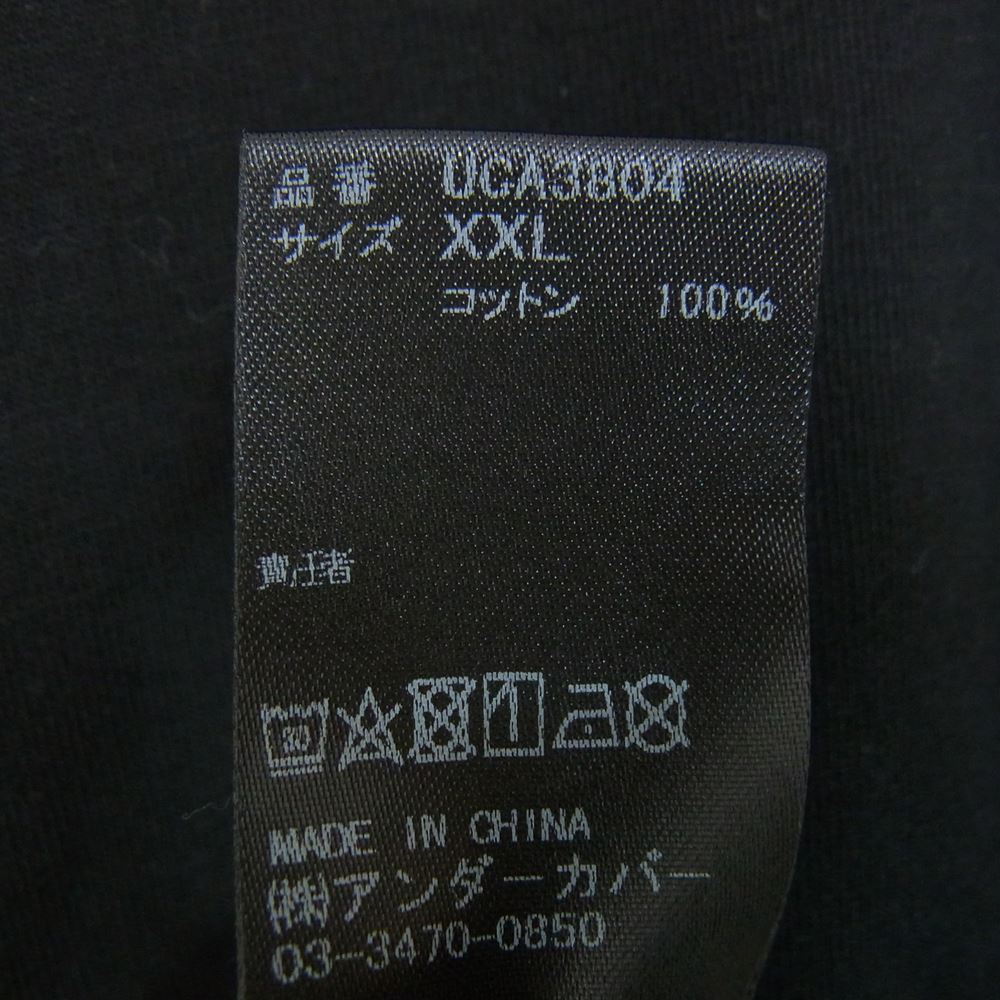 品番 UCA3804
サイズ XXL
コットン 100%
責任者
30
MADE IN CHINA
㈱アンダーカバー
03-3470-0850